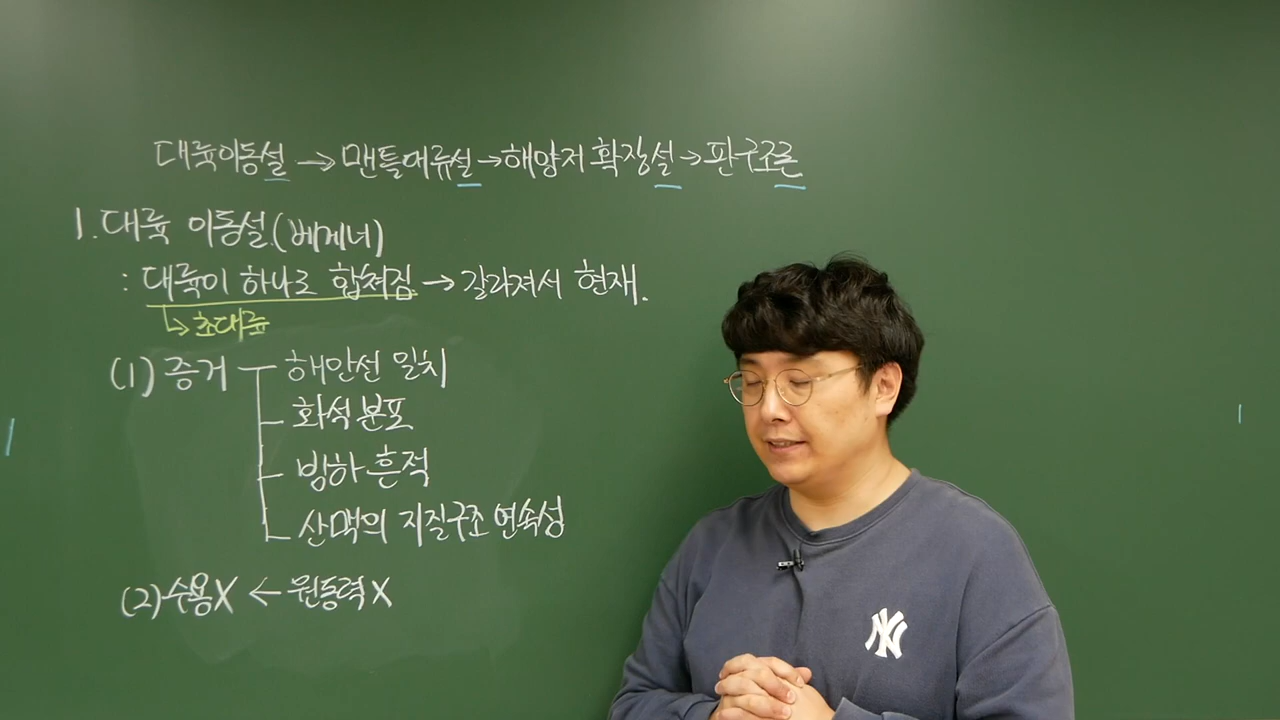 대륙이동설 → 맨틀대류설 → 해양저 확장설 → 판구조론
1. 대륙 이동설.(베게너)
: 대륙이 하나로 합쳐짐 → 갈라져서 현재.
↳ 초대륙
(1) 증거 해안선 일치
화석 분포
빙하 흔적
산맥의 지질구조 연속성
(2) 수용X ← 원동력 X
NY